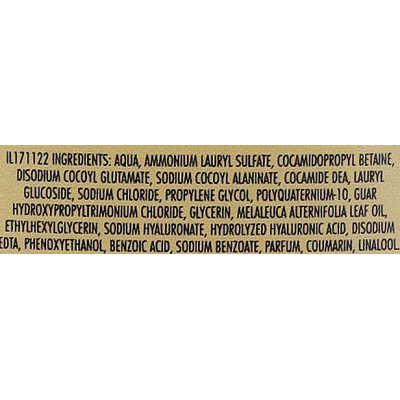 IL171122 INGREDIENTS: AQUA, AMMONIUM LAURYL SULFATE, COCAMIDOPROPYL BETAINE,
DISODIUM COCOYL GLUTAMATE, SODIUM COCOYL ALANINATE, COCAMIDE DEA, LAURYL
GLUCOSIDE, SODIUM CHLORIDE, PROPYLENE GLYCOL, POLYQUATERNIUM-10, GUAR
HYDROXYPROPYLTRIMONIUM CHLORIDE, GLYCERIN, MELALEUCA ALTERNIFOLIA LEAF OIL,
ETHYLHEXYLGLYCERIN, SODIUM HYALURONATE, HYDROLYZED HYALURONIC ACID, DISODIUM
EDTA, PHENOXYETHANOL, BENZOIC ACID, SODIUM BENZOATE, PARFUM, COUMARIN, LINALOOL.